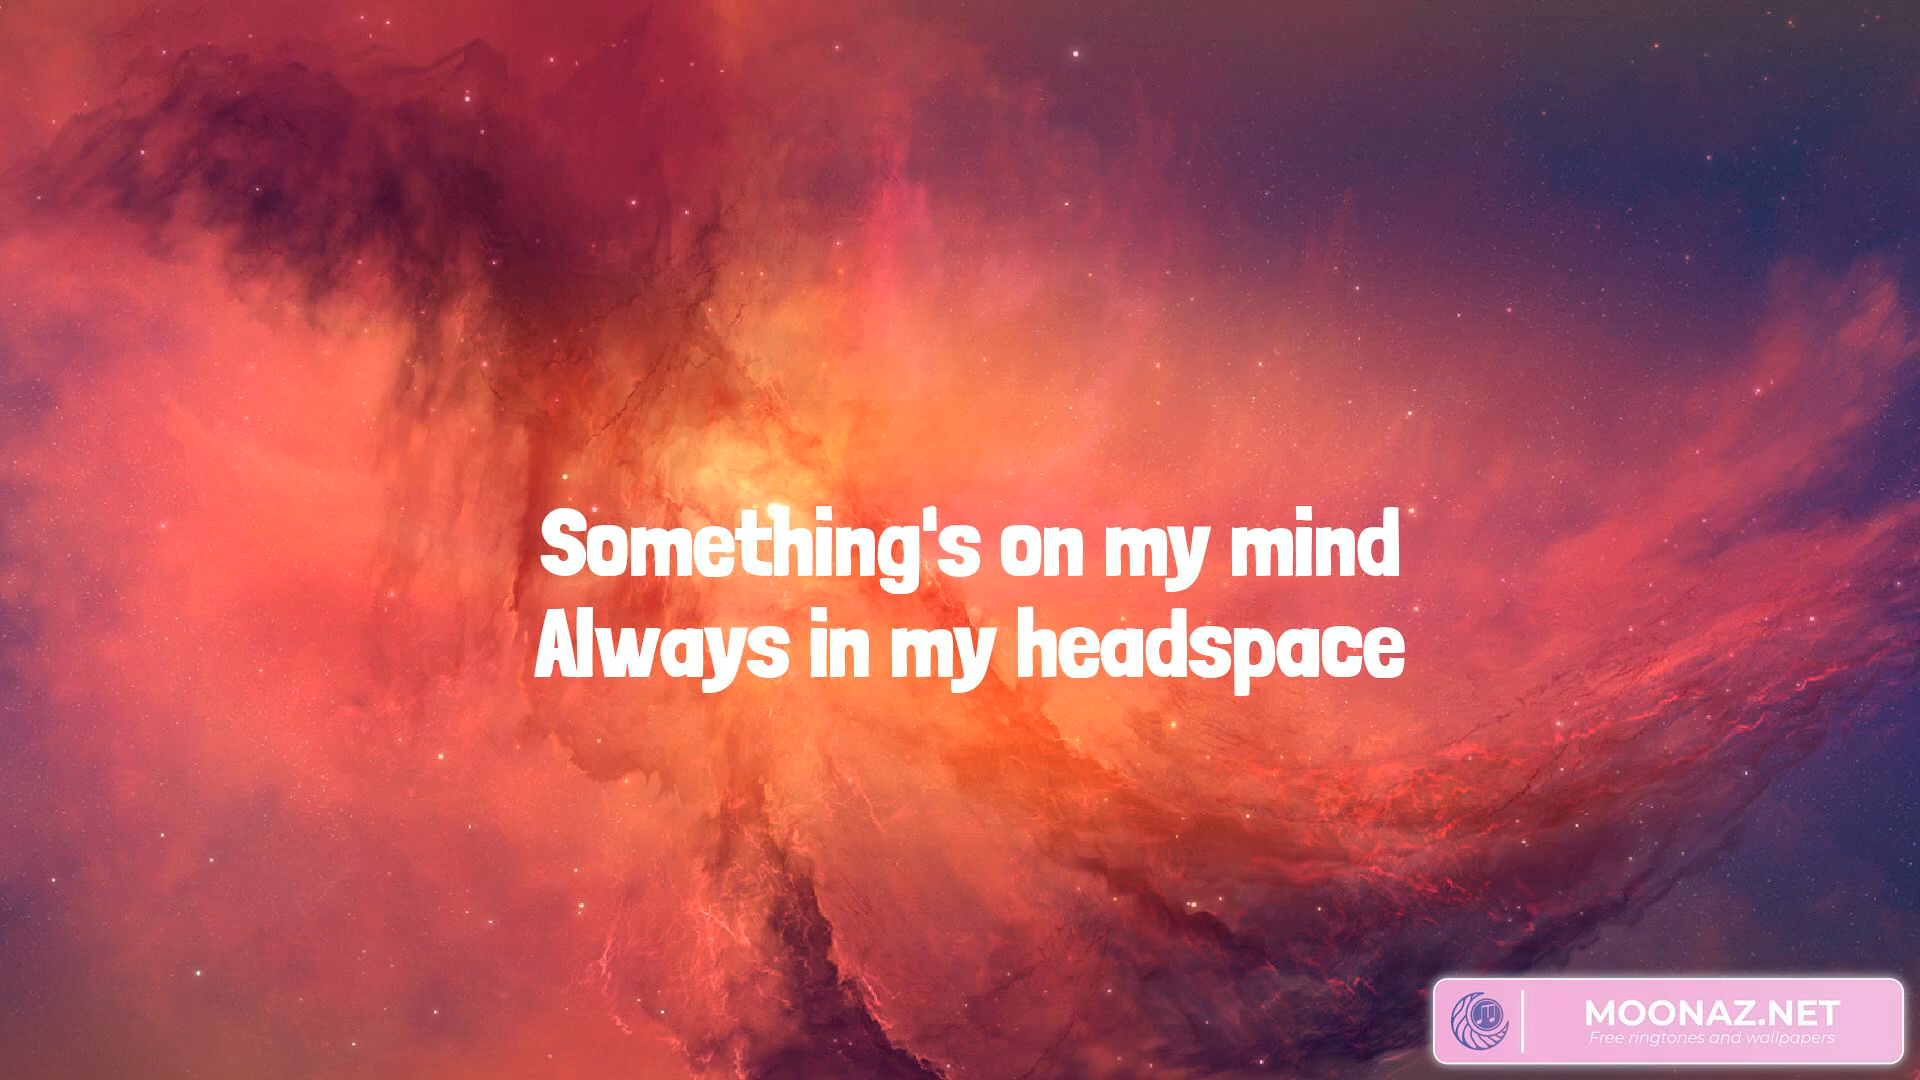 Something's on my mind
Always in my headspace
MOONAZ.NET
Free ringtones and wallpapers